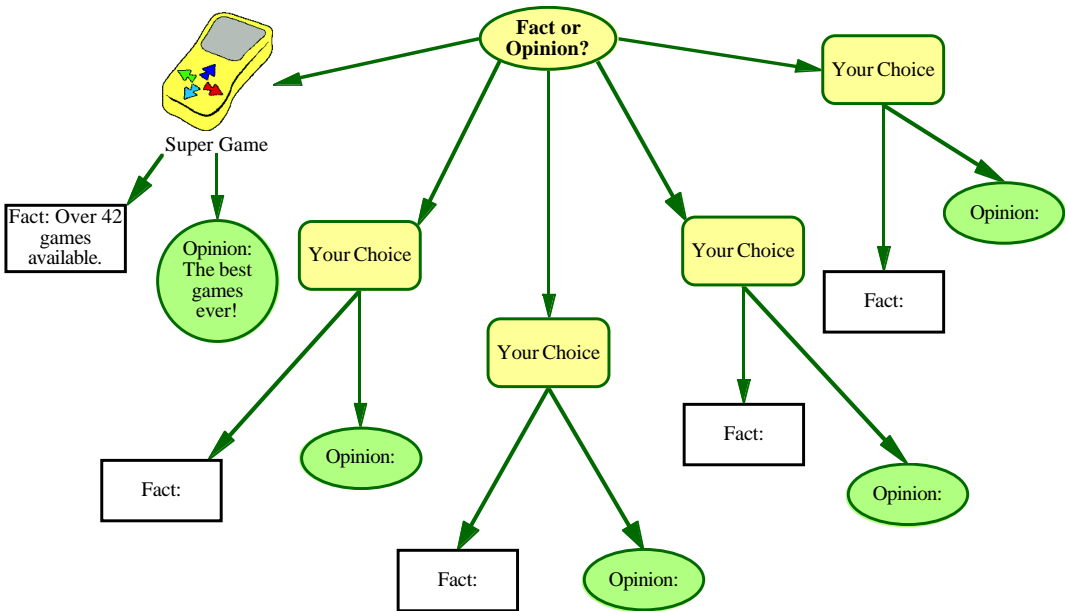 Fact or
Opinion?
Super Game
Fact: Over 42
games
available.
Opinion:
The best
games
ever!
Your Choice
Fact:
Opinion:
Your Choice
Fact:
Opinion:
Your Choice
Fact:
Opinion:
Your Choice
Fact:
Opinion: